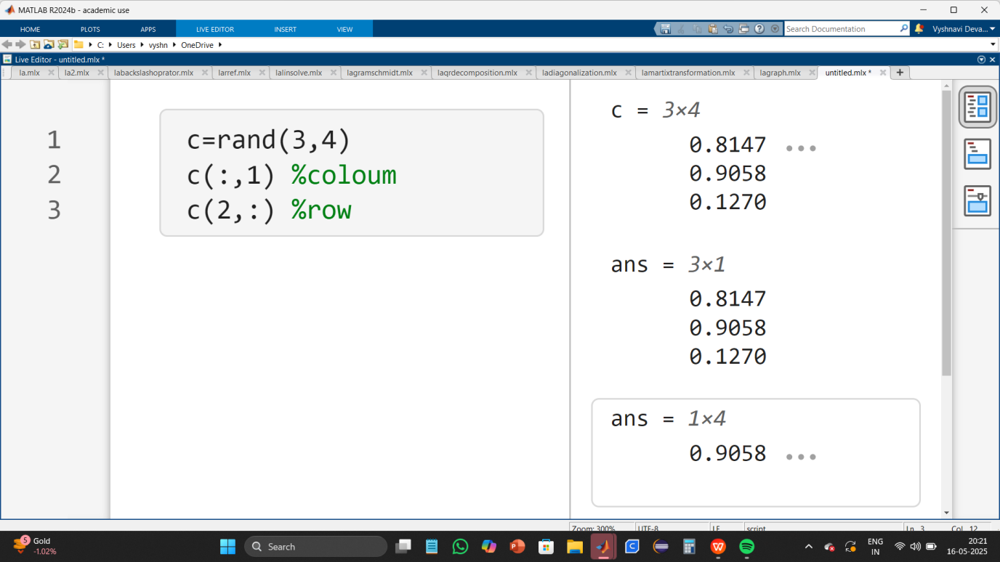 MATLAB R2024b - academic use
HOME PLOTS APPS LIVE EDITOR INSERT VIEW
Search Documentation
Vyshnavi Deva...
C: Users vyshn OneDrive
Live Editor - untitled.mlx *
la.mlx la2.mlx labackslashoprator.mlx larref.mlx lalinsolve.mlx lagramschmidt.mlx laqrdecomposition.mlx ladiagonalization.mlx lamartixtransformation.mlx lagraph.mlx untitled.mlx *
1 c=rand(3,4)
2 c(:,1) %coloum
3 c(2,:) %row
c = 3×4
0.8147 •••
0.9058
0.1270
ans = 3×1
0.8147
0.9058
0.1270
ans = 1×4
0.9058 •••
Zoom: 300% UTF-8 LF script Ln 3 Col 12
5 Gold
-1.02%
Search
ENG
IN
20:21
16-05-2025